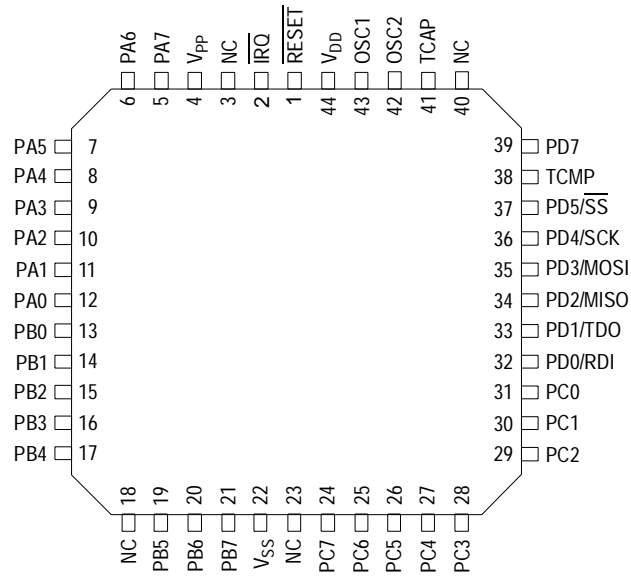 PA6 PA7 VPP NC IRQ RESET VDD OSC1 OSC2 TCAP NC
6 5 4 3 2 1 44 43 42 41 40
PA5 7 39 PD7
PA4 8 38 TCMP
PA3 9 37 PD5/SS
PA2 10 36 PD4/SCK
PA1 11 35 PD3/MOSI
PA0 12 34 PD2/MISO
PB0 13 33 PD1/TDO
PB1 14 32 PD0/RDI
PB2 15 31 PC0
PB3 16 30 PC1
PB4 17 29 PC2
18 19 20 21 22 23 24 25 26 27 28
NC PB5 PB6 PB7 VSS NC PC7 PC6 PC5 PC4 PC3